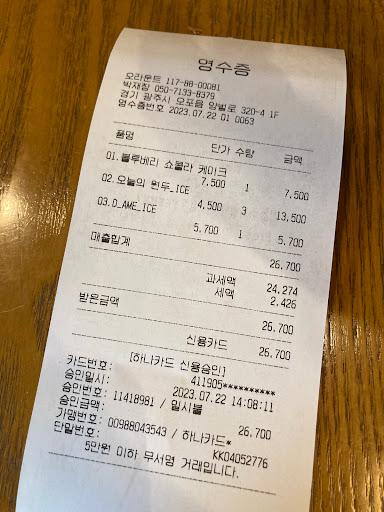 영수증
모라운트 117-88-00081
박재창 050-7133-8379
경기 광주시 오포읍 양벌로 320-4 1F
영수증번호 2023.07.22 01 0063
품명 단가 수량 금액
01.블루베리 쇼콜라 케이크
7,500 1 7,500
02.오늘의 원두_ICE
4,500 3 13,500
03.D_AME_ICE
5,700 1 5,700
매출합계 26,700
과세액 24,274
세액 2,426
받은금액 26,700
신용카드 26,700
[하나카드 신용승인]
카드번호: 411905**********
승인일시: 2023.07.22 14:08:11
승인번호: 11418981 / 일시불
승인금액: 26,700
가맹번호: 00988043543 / 하나카드*
단말번호: KK04052776
5만원 이하 무서명 거래입니다.